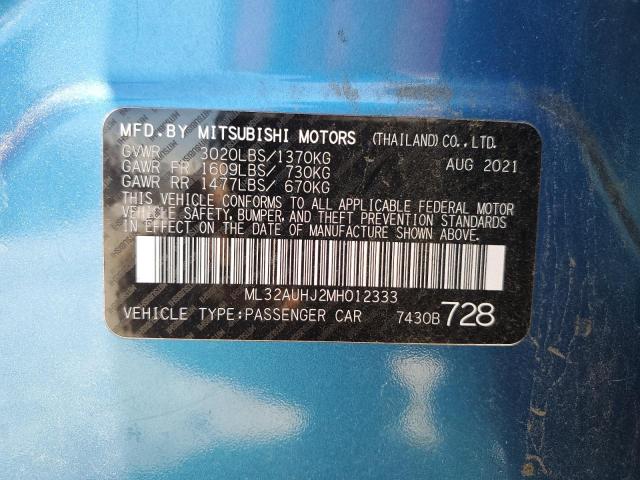 MFD.BY MITSUBISHI MOTORS (THAILAND)CO.,LTD.
GVWR 3020LBS/1370KG AUG 2021
GAWR FR 1609LBS/ 730KG
GAWR RR 1477LBS/ 670KG
THIS VEHICLE CONFORMS TO ALL APPLICABLE FEDERAL MOTOR
VEHICLE SAFETY, BUMPER, AND THEFT PREVENTION STANDARDS
IN EFFECT ON THE DATE OF MANUFACTURE SHOWN ABOVE.
ML32AUHJ2MH012333
VEHICLE TYPE:PASSENGER CAR 7430B 728